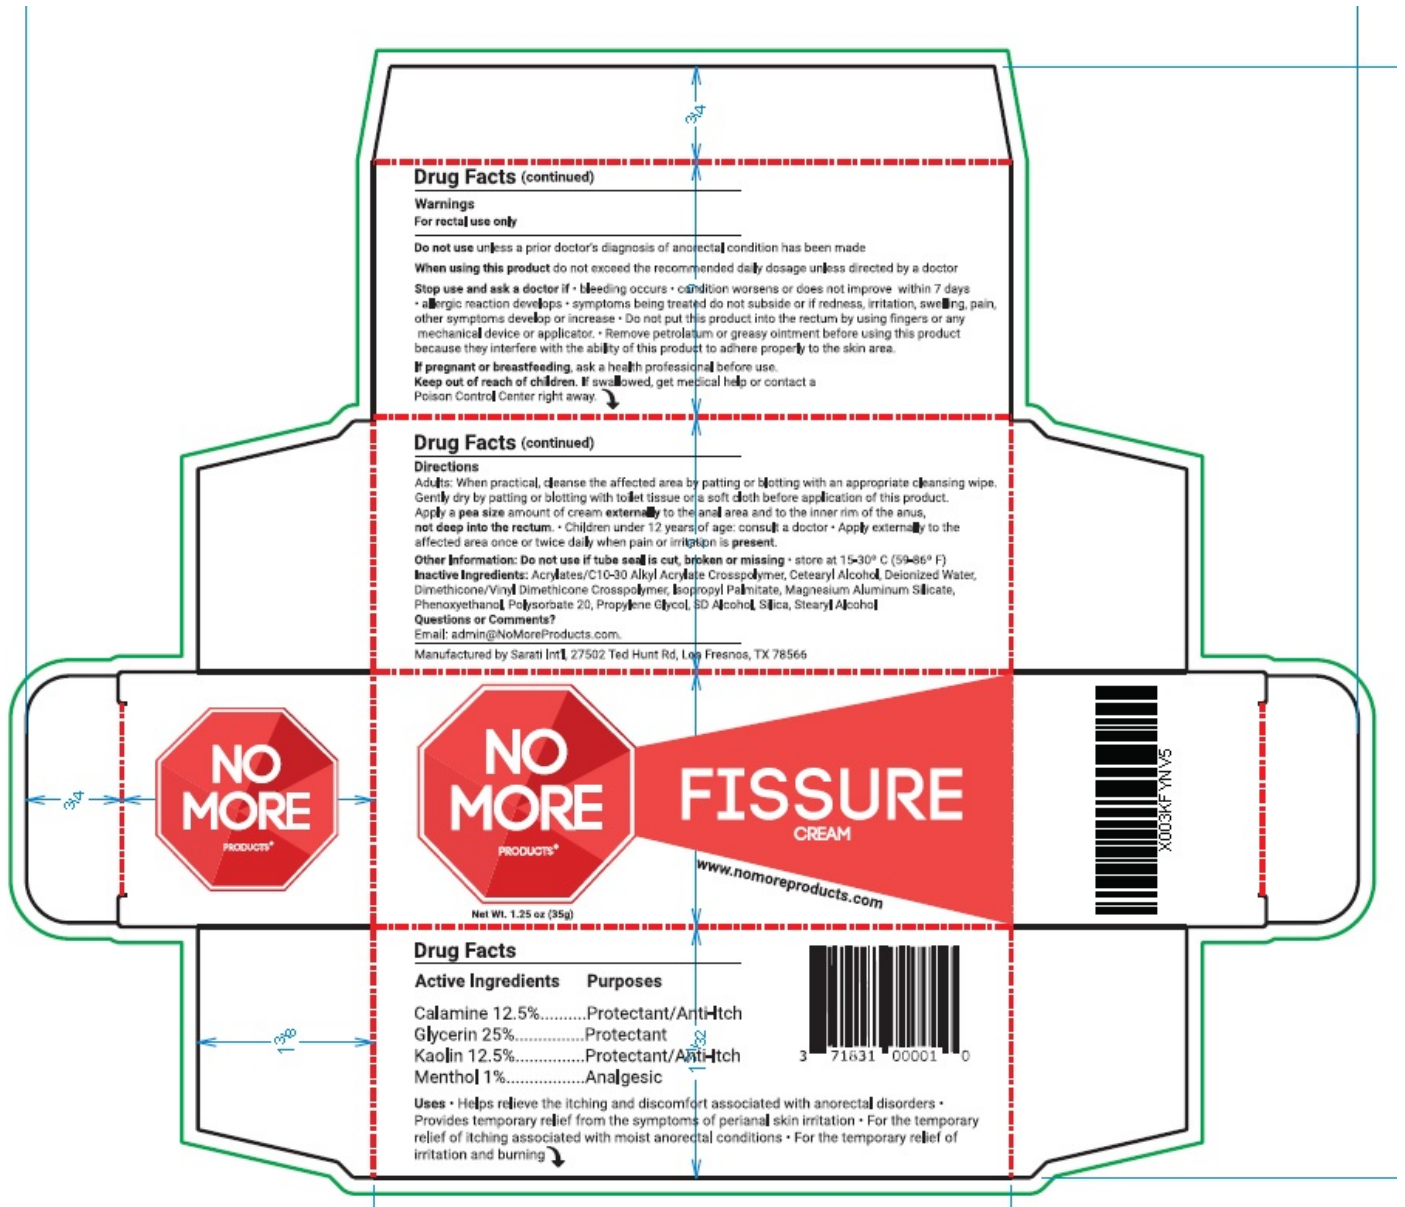 3/4
Drug Facts (continued)
Warnings
For rectal use only
Do not use unless a prior doctor's diagnosis of anorectal condition has been made
When using this product do not exceed the recommended daily dosage unless directed by a doctor
Stop use and ask a doctor if • bleeding occurs • condition worsens or does not improve within 7 days
• allergic reaction develops • symptoms being treated do not subside or if redness, irritation, swelling, pain,
other symptoms develop or increase • Do not put this product into the rectum by using fingers or any
mechanical device or applicator. • Remove petrolatum or greasy ointment before using this product
because they interfere with the ability of this product to adhere properly to the skin area.
If pregnant or breastfeeding, ask a health professional before use.
Keep out of reach of children. If swallowed, get medical help or contact a
Poison Control Center right away.
Drug Facts (continued)
Directions
Adults: When practical, cleanse the affected area by patting or blotting with an appropriate cleansing wipe.
Gently dry by patting or blotting with toilet tissue or a soft cloth before application of this product.
Apply a pea size amount of cream externally to the anal area and to the inner rim of the anus,
not deep into the rectum. • Children under 12 years of age: consult a doctor • Apply externally to the
affected area once or twice daily when pain or irritation is present.
Other Information: Do not use if tube seal is cut, broken or missing • store at 15-30° C (59-86° F)
Inactive Ingredients: Acrylates/C10-30 Alkyl Acrylate Crosspolymer, Cetearyl Alcohol, Deionized Water,
Dimethicone/Vinyl Dimethicone Crosspolymer, Isopropyl Palmitate, Magnesium Aluminum Silicate,
Phenoxyethanol, Polysorbate 20, Propylene Glycol, SD Alcohol, Silica, Stearyl Alcohol
Questions or Comments?
Email: admin@NoMoreProducts.com.
Manufactured by Sarati Int'l, 27502 Ted Hunt Rd, Los Fresnos, TX 78566
3/4
NO
MORE
PRODUCTS®
NO
MORE
PRODUCTS®
Net Wt. 1.25 oz (35g)
FISSURE
CREAM
www.nomoreproducts.com
X003KFYNV5
Drug Facts
Active Ingredients Purposes
Calamine 12.5%..........Protectant/Anti-Itch
Glycerin 25%...............Protectant
Kaolin 12.5%...............Protectant/Anti-Itch
Menthol 1%.................Analgesic
3 71831 00001 0
1 3/8
Uses • Helps relieve the itching and discomfort associated with anorectal disorders •
Provides temporary relief from the symptoms of perianal skin irritation • For the temporary
relief of itching associated with moist anorectal conditions • For the temporary relief of
irritation and burning